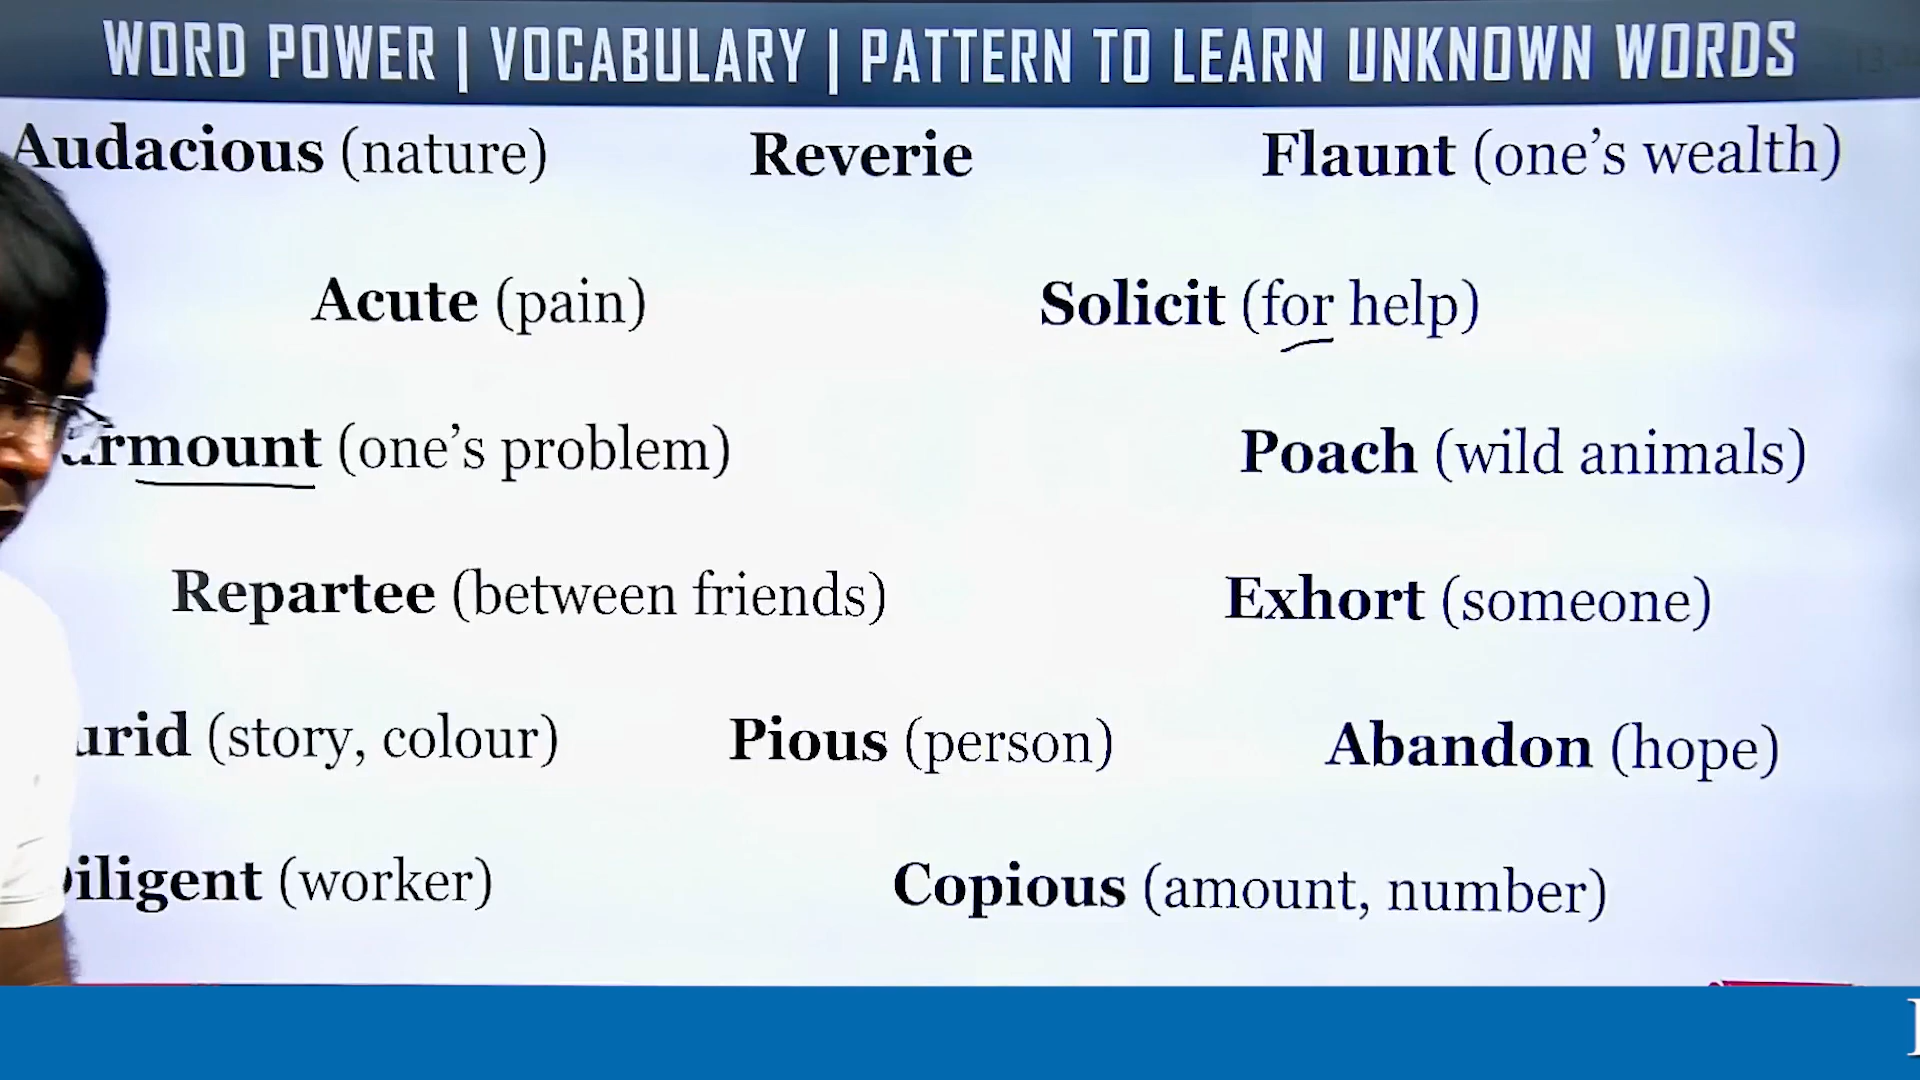 WORD POWER | VOCABULARY | PATTERN TO LEARN UNKNOWN WORDS
Audacious (nature) Reverie Flaunt (one's wealth)
Acute (pain) Solicit (for help)
rmount (one's problem) Poach (wild animals)
Repartee (between friends) Exhort (someone)
urid (story, colour) Pious (person) Abandon (hope)
iligent (worker) Copious (amount, number)